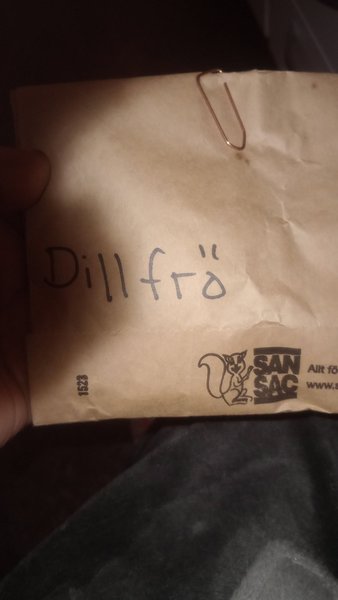 Dillfrö
SAN
SAC
Allt fö
www.
1523